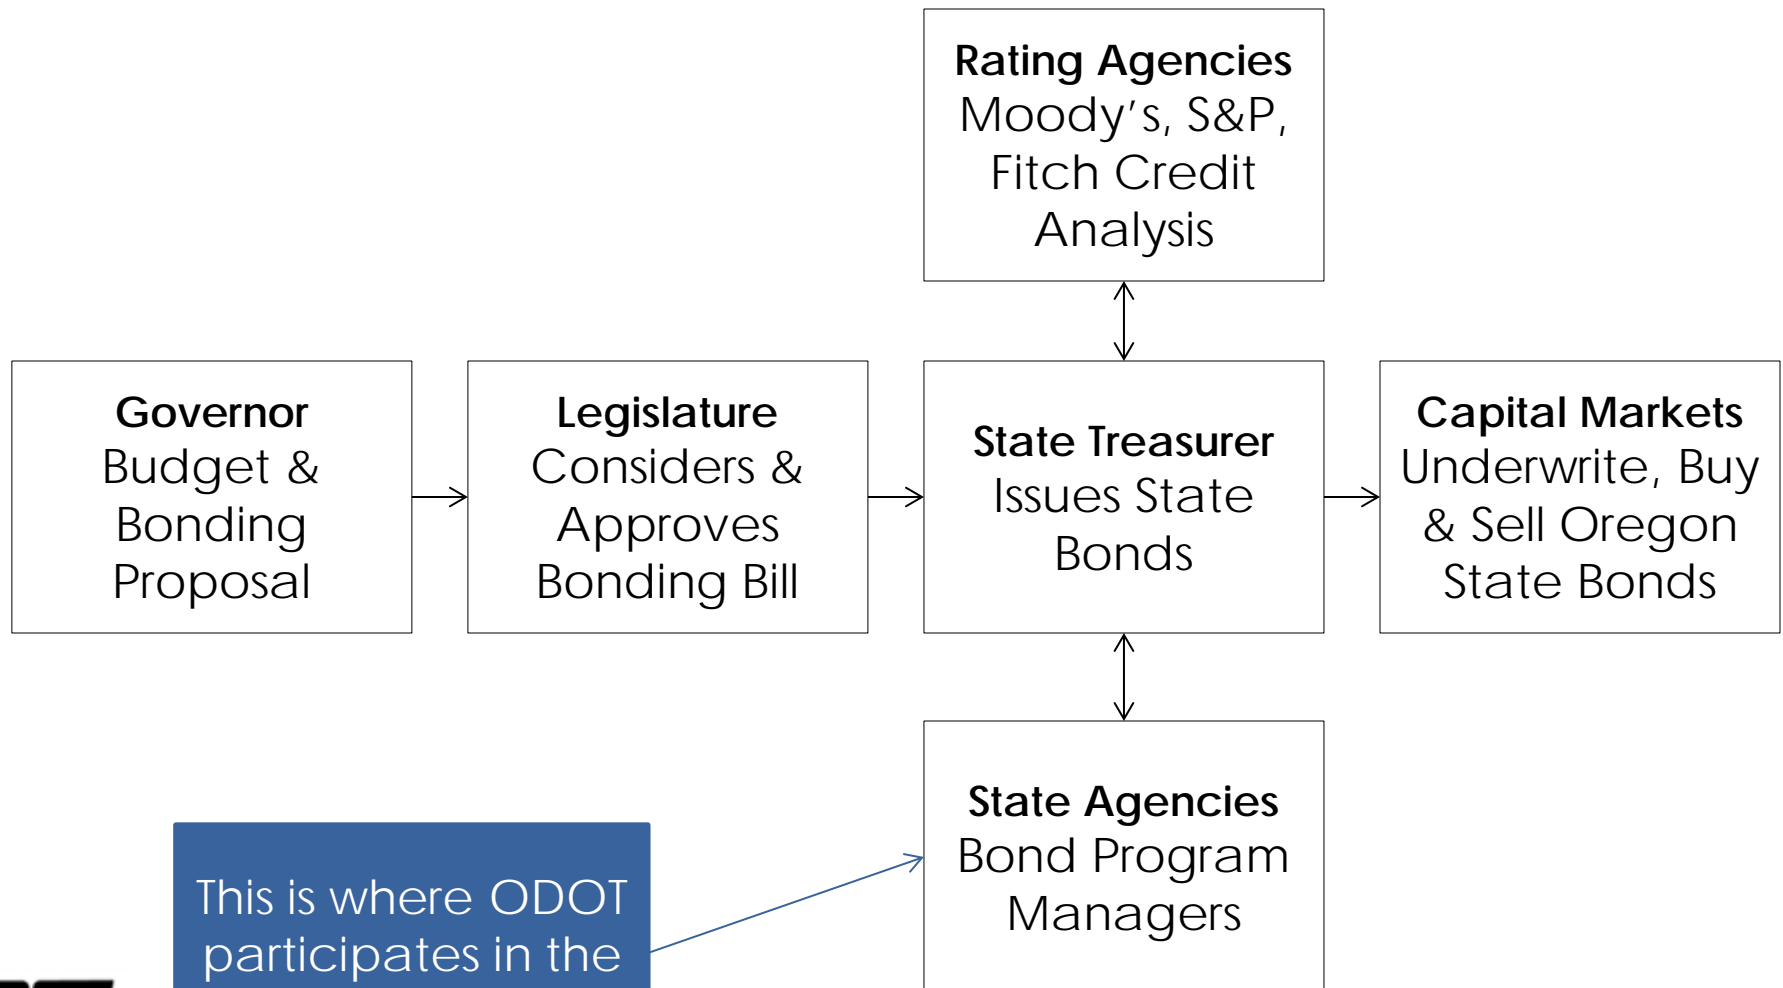 Rating Agencies
Moody’s, S&P,
Fitch Credit
Analysis
Governor
Budget &
Bonding
Proposal
Legislature
Considers &
Approves
Bonding Bill
State Treasurer
Issues State
Bonds
Capital Markets
Underwrite, Buy
& Sell Oregon
State Bonds
State Agencies
Bond Program
Managers
This is where ODOT
participates in the